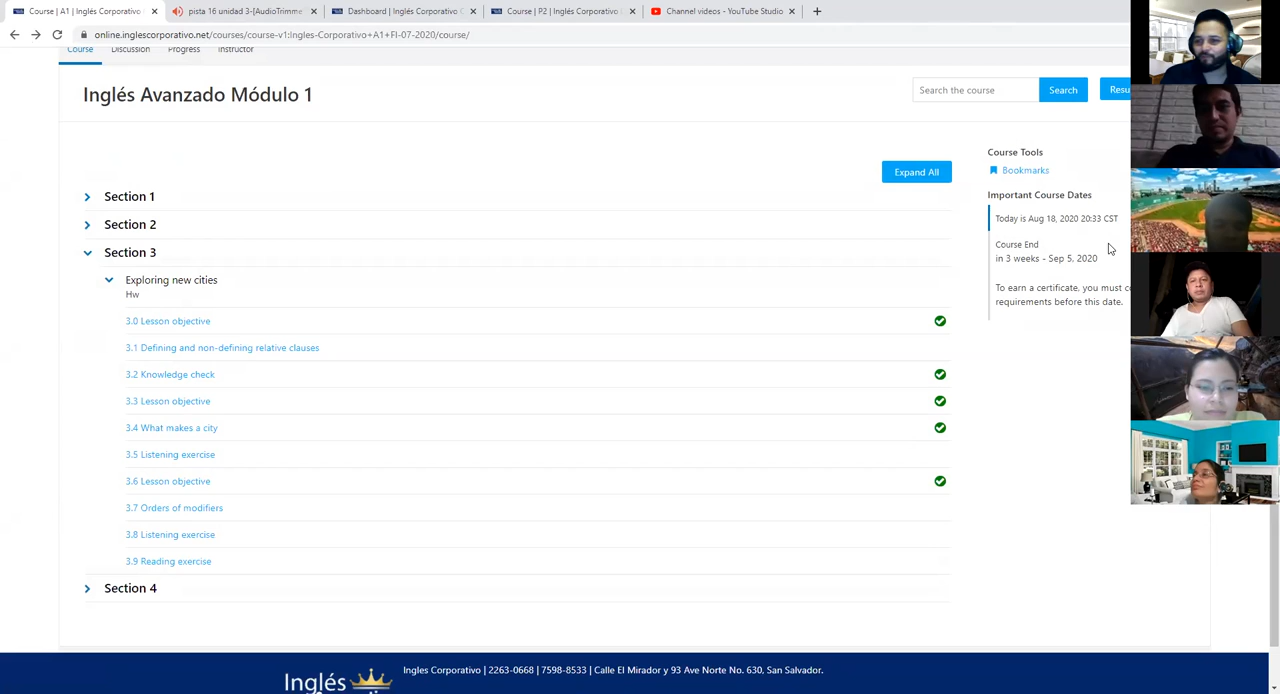 Course | A1 | Inglés Corporativo
pista 16 unidad 3-[AudioTrimme
Dashboard | Inglés Corporativo C
Course | P2 | Inglés Corporativo
Channel videos - YouTube Studio
online.inglescorporativo.net/courses/course-v1:Ingles-Corporativo+A1+FI-07-2020/course/
Course
Discussion
Progress
Instructor
Inglés Avanzado Módulo 1
Search the course
Search
Resu
Expand All
Course Tools
Bookmarks
Important Course Dates
Today is Aug 18, 2020 20:33 CST
Course End
in 3 weeks - Sep 5, 2020
To earn a certificate, you must co
requirements before this date.
Section 1
Section 2
Section 3
Exploring new cities
Hw
3.0 Lesson objective
3.1 Defining and non-defining relative clauses
3.2 Knowledge check
3.3 Lesson objective
3.4 What makes a city
3.5 Listening exercise
3.6 Lesson objective
3.7 Orders of modifiers
3.8 Listening exercise
3.9 Reading exercise
Section 4
Inglés
Ingles Corporativo | 2263-0668 | 7598-8533 | Calle El Mirador y 93 Ave Norte No. 630, San Salvador.